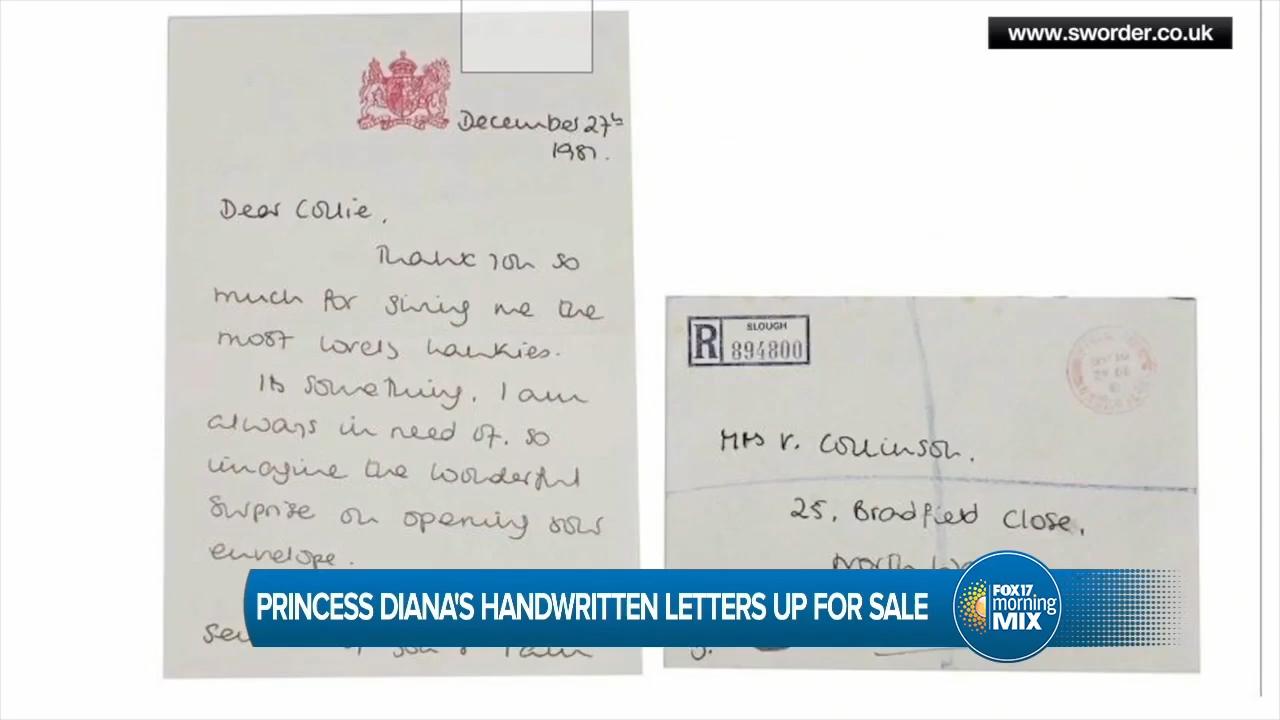 www.sworder.co.uk
December 27th
1981.
Dear Collie,
Thank you so
much for giving me the
most lovely hankies.
Its something, I am
always in need of, so
imagine the wonderful
surprise on opening your
envelope.
R
SLOUGH
894800
Mrs V. Collinson.
25, Bradfield Close,
North
PRINCESS DIANA'S HANDWRITTEN LETTERS UP FOR SALE
FOX 17
morning
MIX